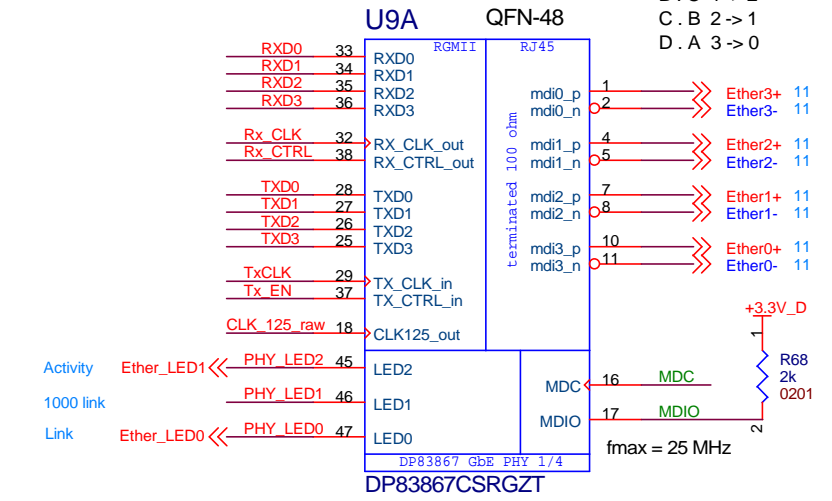 U9A QFN-48
C . B 2 -> 1
D . A 3 -> 0
RGMII RJ45
RXD0 33 RXD0
RXD1 34 RXD1
RXD2 35 RXD2
RXD3 36 RXD3
mdi0_p 1 Ether3+ 11
mdi0_n 2 Ether3- 11
Rx_CLK 32 RX_CLK_out
Rx_CTRL 38 RX_CTRL_out
mdi1_p 4 Ether2+ 11
mdi1_n 5 Ether2- 11
terminated 100 ohm
TXD0 28 TXD0
TXD1 27 TXD1
TXD2 26 TXD2
TXD3 25 TXD3
mdi2_p 7 Ether1+ 11
mdi2_n 8 Ether1- 11
mdi3_p 10 Ether0+ 11
mdi3_n 11 Ether0- 11
TxCLK 29 TX_CLK_in
Tx_EN 37 TX_CTRL_in
CLK_125_raw 18 CLK125_out
+3.3V_D
1
R68
2k
0201
2
Activity Ether_LED1 PHY_LED2 45 LED2
1000 link PHY_LED1 46 LED1
Link Ether_LED0 PHY_LED0 47 LED0
MDC 16 MDC
MDIO 17 MDIO
fmax = 25 MHz
DP83867 GbE PHY 1/4
DP83867CSRGZT